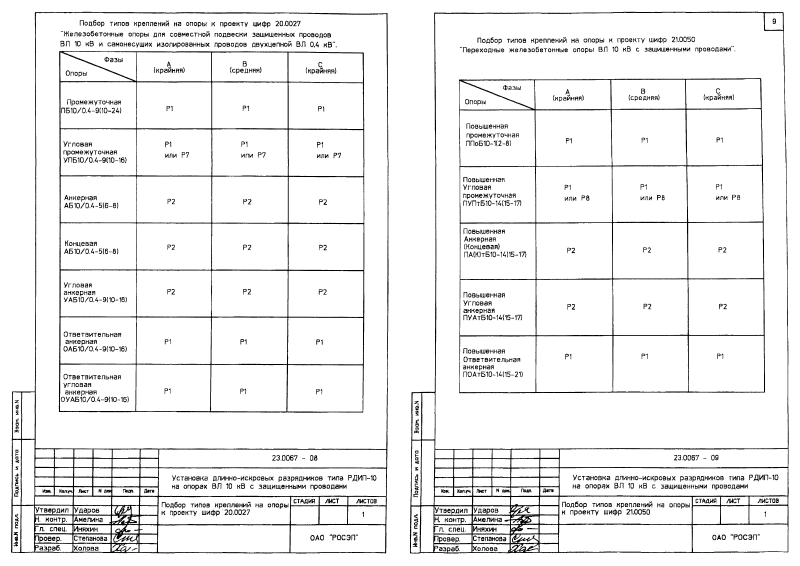 Подбор типов креплений на опоры к проекту шифр 20.0027
"Железобетонные опоры для совместной подвески защищенных проводов
ВЛ 10 кВ и самонесущих изолированных проводов двухцепной ВЛ 0,4 кВ".
Фазы
Опоры
А (крайняя)
В (средняя)
С (крайняя)
Промежуточная ПБ10/0.4-9(10-24) Р1 Р1 Р1
Угловая промежуточная УПБ10/0.4-9(10-16) Р1 или Р7 Р1 или Р7 Р1 или Р7
Анкерная АБ10/0.4-5(6-8) Р2 Р2 Р2
Концевая АБ10/0.4-5(6-8) Р2 Р2 Р2
Угловая анкерная УАБ10/0.4-9(10-16) Р2 Р2 Р2
Ответвительная анкерная ОАБ10/0.4-9(10-16) Р1 Р1 Р1
Ответвительная угловая анкерная ОУАБ10/0.4-9(10-16) Р1 Р1 Р1
Взам. инв.N
Подпись и дата
Инв.N подл.
23.0067 - 08
Установка длинно-искровых разрядников типа РДИП-10
на опорах ВЛ 10 кВ с защищенными проводами
Изм. Кол.уч Лист N док. Подп. Дата
Утвердил Ударов
Н. контр. Амелина
Гл. спец. Иняхин
Провер. Степанова
Разраб. Холова
Подбор типов креплений на опоры
к проекту шифр 20.0027
СТАДИЯ ЛИСТ ЛИСТОВ
1
ОАО "РОСЭП"
9
Подбор типов креплений на опоры к проекту шифр 21.0050
"Переходные железобетонные опоры ВЛ 10 кВ с защищенными проводами".
Фазы
Опоры
А (крайняя)
В (средняя)
С (крайняя)
Повышенная промежуточная ППоБ10-1(2-8) Р1 Р1 Р1
Повышенная Угловая промежуточная ПУПтБ10-14(15-17) Р1 или Р8 Р1 или Р8 Р1 или Р8
Повышенная Анкерная (Концевая) ПА(К)тБ10-14(15-17) Р2 Р2 Р2
Повышенная Угловая анкерная ПУАтБ10-14(15-17) Р2 Р2 Р2
Повышенная Ответвительная анкерная ПОАтБ10-14(15-21) Р1 Р1 Р1
Взам. инв.N
Подпись и дата
Инв.N подл.
23.0067 - 09
Установка длинно-искровых разрядников типа РДИП-10
на опорах ВЛ 10 кВ с защищенными проводами
Изм. Кол.уч Лист N док. Подп. Дата
Утвердил Ударов
Н. контр. Амелина
Гл. спец. Иняхин
Провер. Степанова
Разраб. Холова
Подбор типов креплений на опоры
к проекту шифр 21.0050
СТАДИЯ ЛИСТ ЛИСТОВ
1
ОАО "РОСЭП"